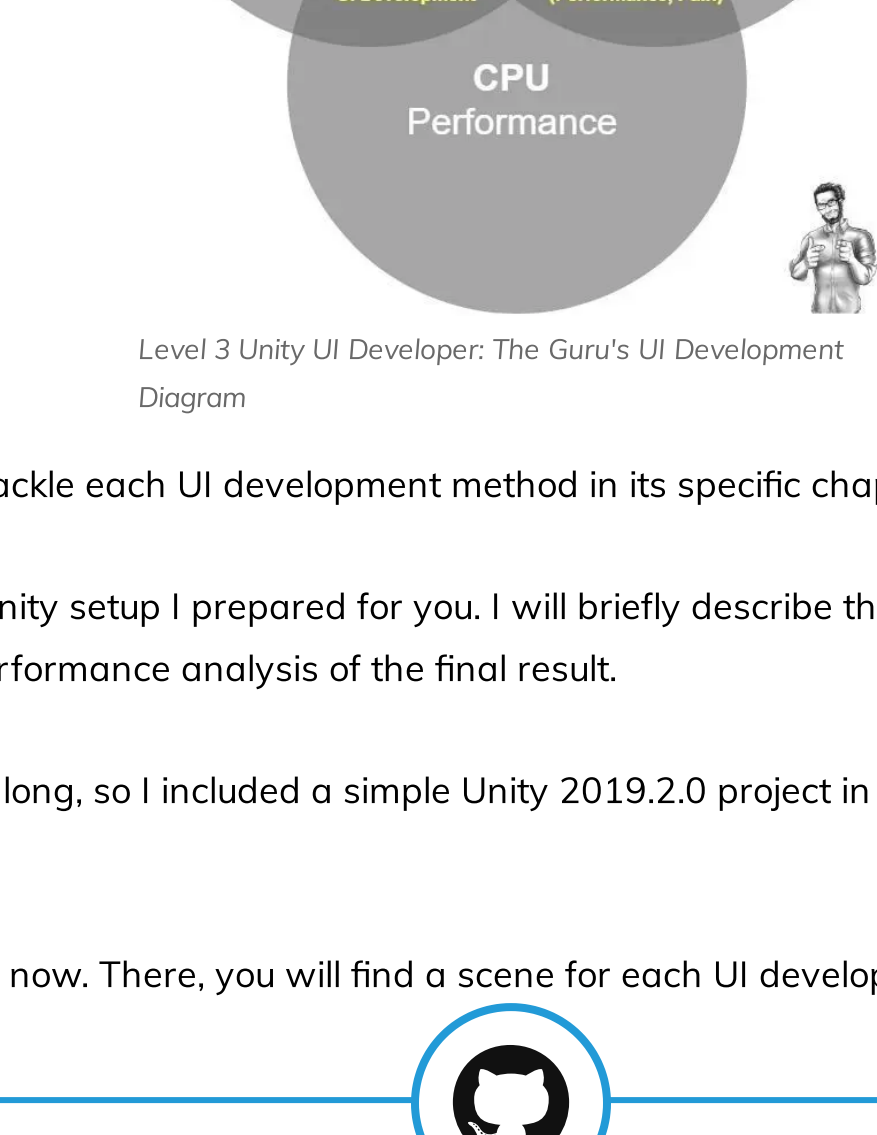 CPU
Performance
Level 3 Unity UI Developer: The Guru's UI Development
Diagram
ackle each UI development method in its specific chap
nity setup I prepared for you. I will briefly describe th
rformance analysis of the final result.
long, so I included a simple Unity 2019.2.0 project in
now. There, you will find a scene for each UI develop